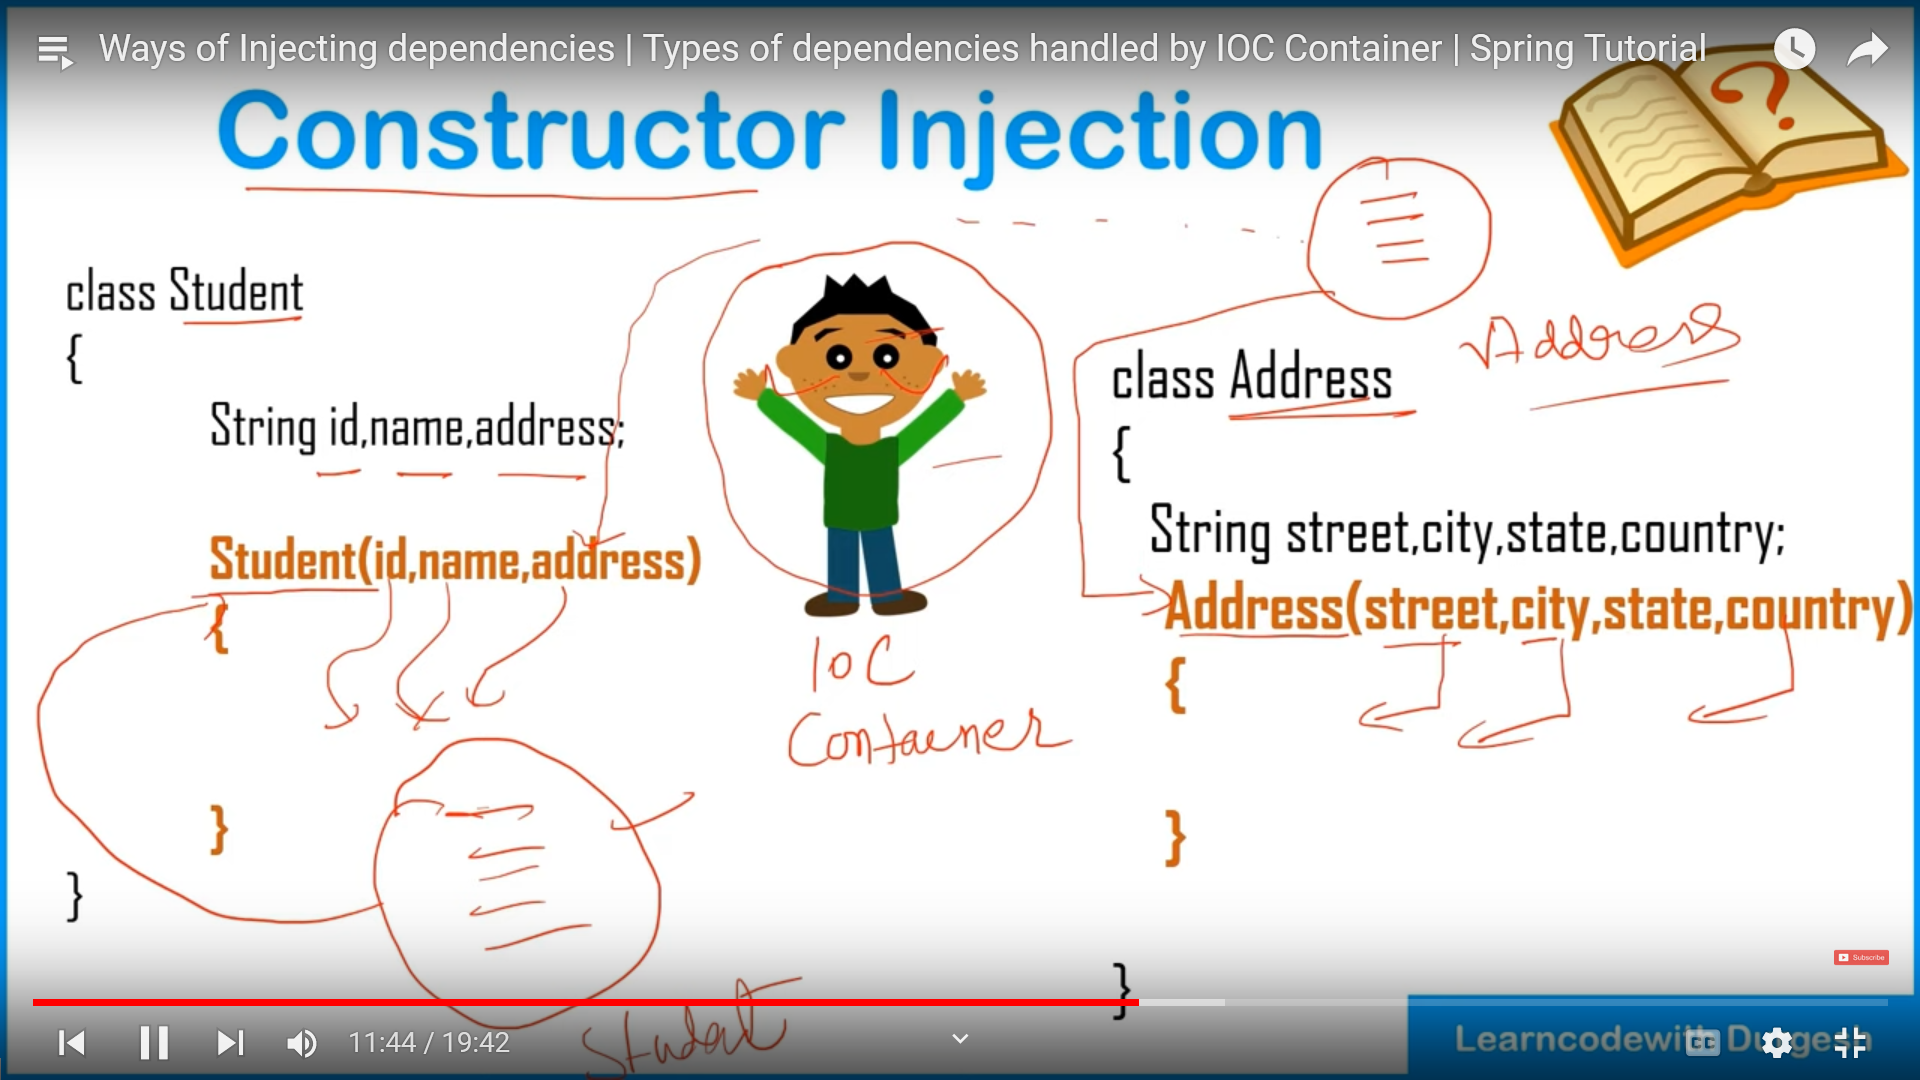 Ways of Injecting dependencies | Types of dependencies handled by IOC Container | Spring Tutorial
Constructor Injection
class Student
{
String id,name,address;
Student(id,name,address)
{
}
}
IOC
Container
Student
Address
class Address
{
String street,city,state,country;
Address(street,city,state,country)
{
}
}
Subscribe
11:44 / 19:42
Learncodewith Durgesh
CC